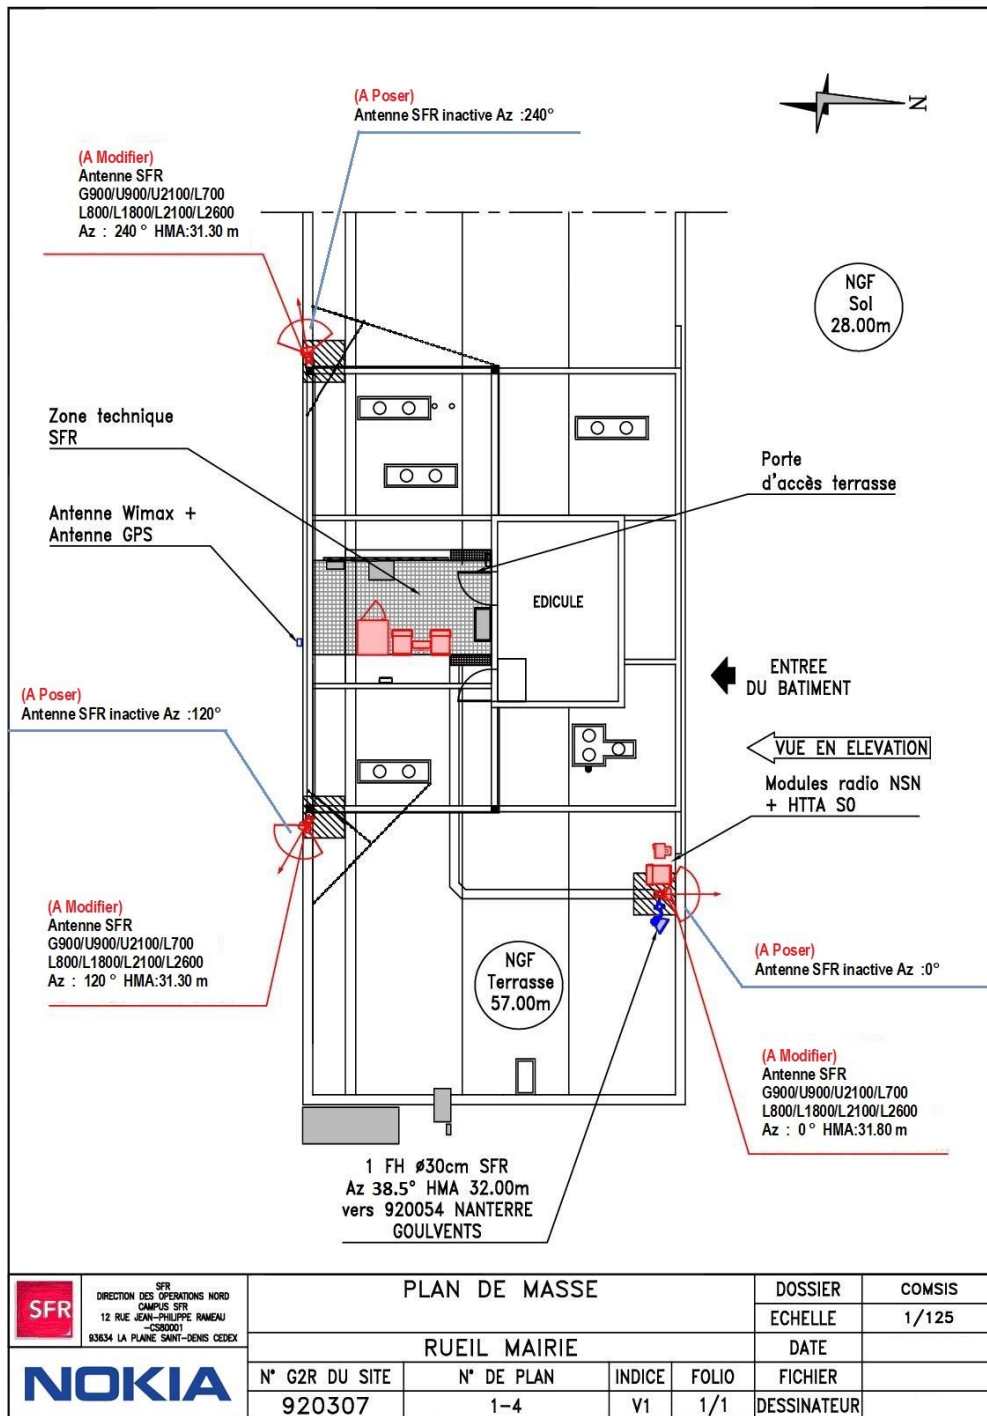 (A Poser)
Antenne SFR inactive Az :240°
N
(A Modifier)
Antenne SFR
G900/U900/U2100/L700
L800/L1800/L2100/L2600
Az : 240 ° HMA:31.30 m
NGF
Sol
28.00m
Zone technique
SFR
Porte
d'accès terrasse
Antenne Wimax +
Antenne GPS
EDICULE
ENTREE
DU BATIMENT
(A Poser)
Antenne SFR inactive Az :120°
VUE EN ELEVATION
Modules radio NSN
+ HTTA SO
(A Modifier)
Antenne SFR
G900/U900/U2100/L700
L800/L1800/L2100/L2600
Az : 120 ° HMA:31.30 m
NGF
Terrasse
57.00m
(A Poser)
Antenne SFR inactive Az :0°
(A Modifier)
Antenne SFR
G900/U900/U2100/L700
L800/L1800/L2100/L2600
Az : 0 ° HMA:31.80 m
1 FH ø30cm SFR
Az 38.5° HMA 32.00m
vers 920054 NANTERRE
GOULVENTS
SFR
SFR
DIRECTION DES OPERATIONS NORD
CAMPUS SFR
12 RUE JEAN-PHILIPPE RAMEAU
-CS80001
93634 LA PLAINE SAINT-DENIS CEDEX
NOKIA
PLAN DE MASSE
RUEIL MAIRIE
DOSSIER COMSIS
ECHELLE 1/125
DATE
N° G2R DU SITE N° DE PLAN INDICE FOLIO FICHIER
920307 1-4 V1 1/1 DESSINATEUR